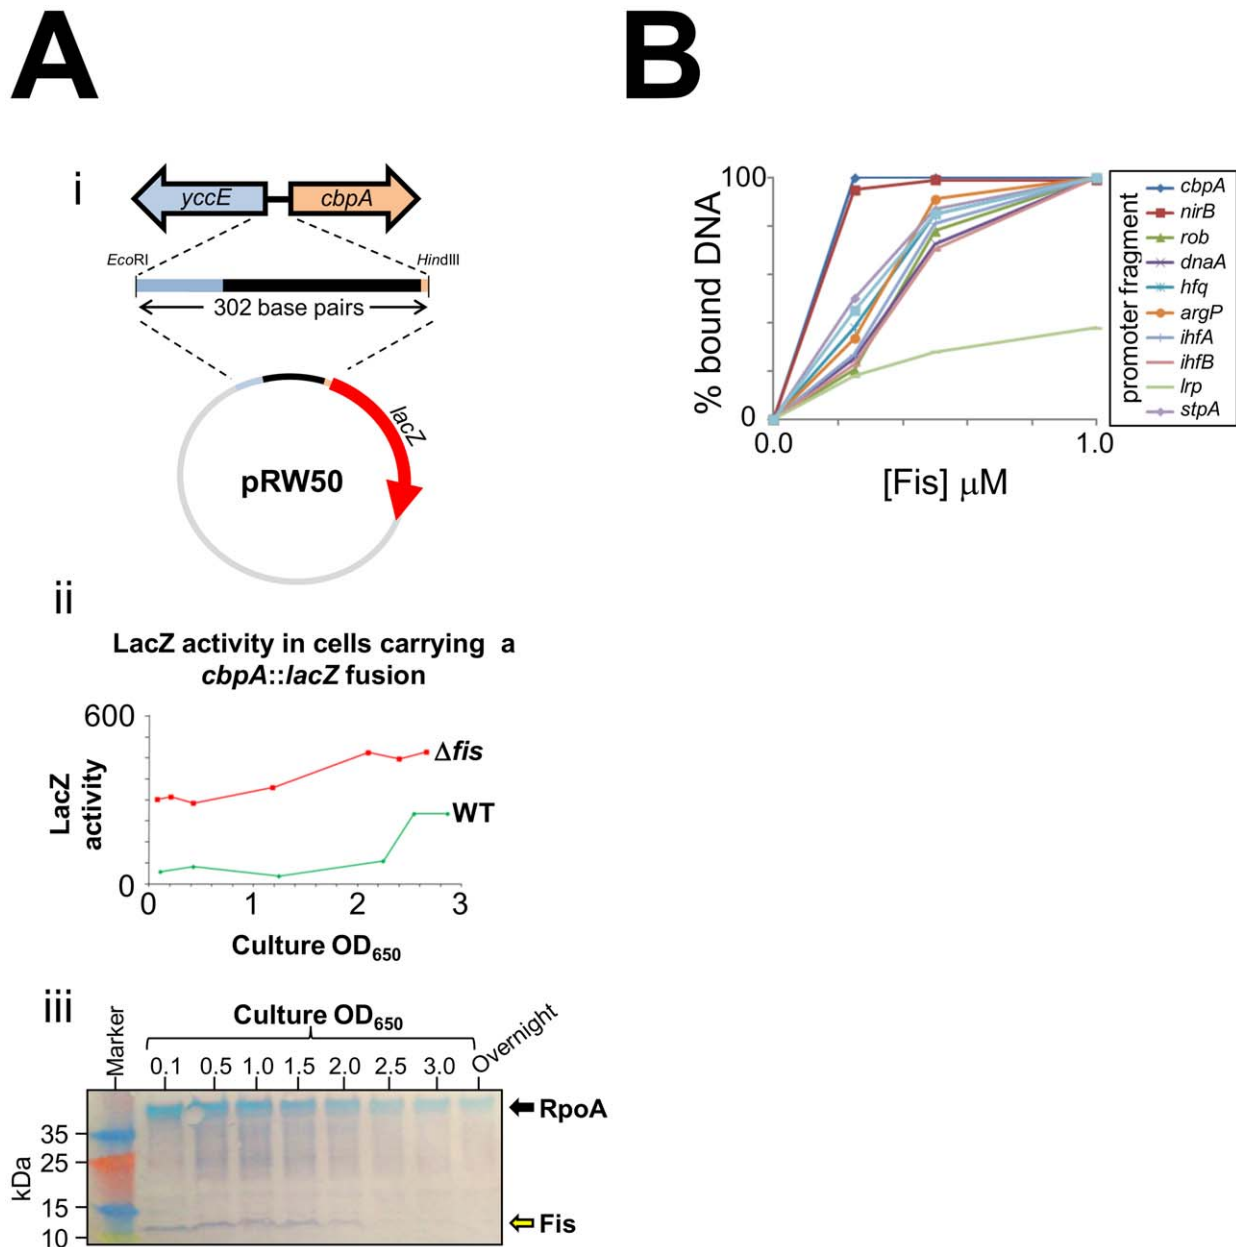 A
i
yccE
cbpA
EcoRI
HindIII
302 base pairs
lacZ
pRW50
ii
LacZ activity in cells carrying a
cbpA::lacZ fusion
600
0
LacZ
activity
Δfis
WT
0 1 2 3
Culture OD650
iii
Marker
Culture OD650
0.1 0.5 1.0 1.5 2.0 2.5 3.0 Overnight
kDa
35
25
15
10
RpoA
Fis
B
% bound DNA
100
0
0.0 1.0
[Fis] μM
promoter fragment
cbpA
nirB
rob
dnaA
hfq
argP
ihfA
ihfB
lrp
stpA